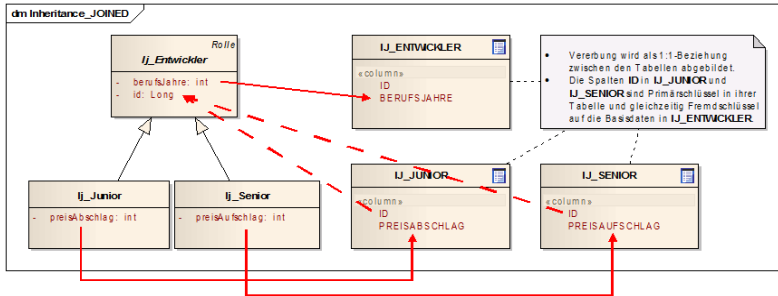 dm Inheritance_JOINED
Rolle
Ij_Entwickler
- berufsJahre: int
- id: Long
IJ_ENTWICKLER
«column»
ID
BERUFSJAHRE
• Vererbung wird als 1:1-Beziehung
zwischen den Tabellen abgebildet.
• Die Spalten ID in IJ_JUNIOR und
IJ_SENIOR sind Primärschlüssel in ihrer
Tabelle und gleichzeitig Fremdschlüssel
auf die Basisdaten in IJ_ENTWICKLER.
Ij_Junior
- preisAbschlag: int
Ij_Senior
- preisAufschlag: int
IJ_JUNIOR
«column»
ID
PREISABSCHLAG
IJ_SENIOR
«column»
ID
PREISAUFSCHLAG